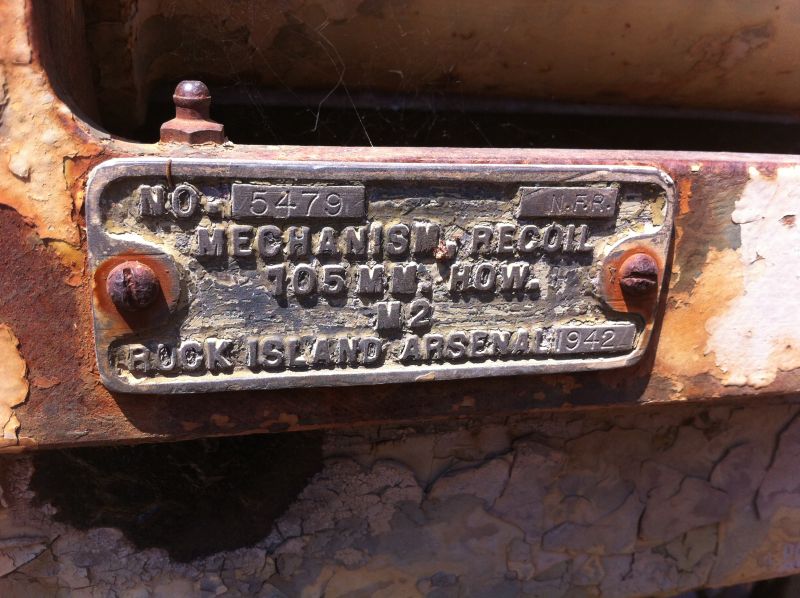 NO. 5479 N.F.R.
MECHANISM, RECOIL
105 MM. HOW.
M2
ROCK ISLAND ARSENAL 1942